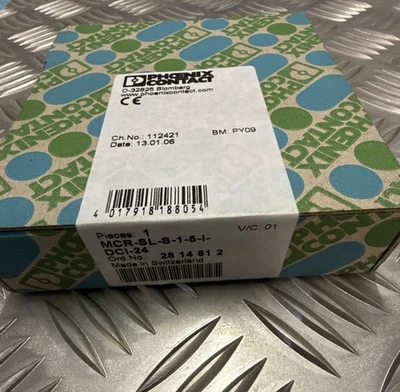 PHOENIX
CONTACT
D-32825 Blomberg
www.phoenixcontact.com
CE
Ch.No.: 112421 BM: PY09
Date: 13.01.06
4 017918 188054
Pieces: 1 V/C: 01
MCR-SL-S-1-5-I-
DCI-24
Ord.No.: 28 14 81 2
Made in Switzerland